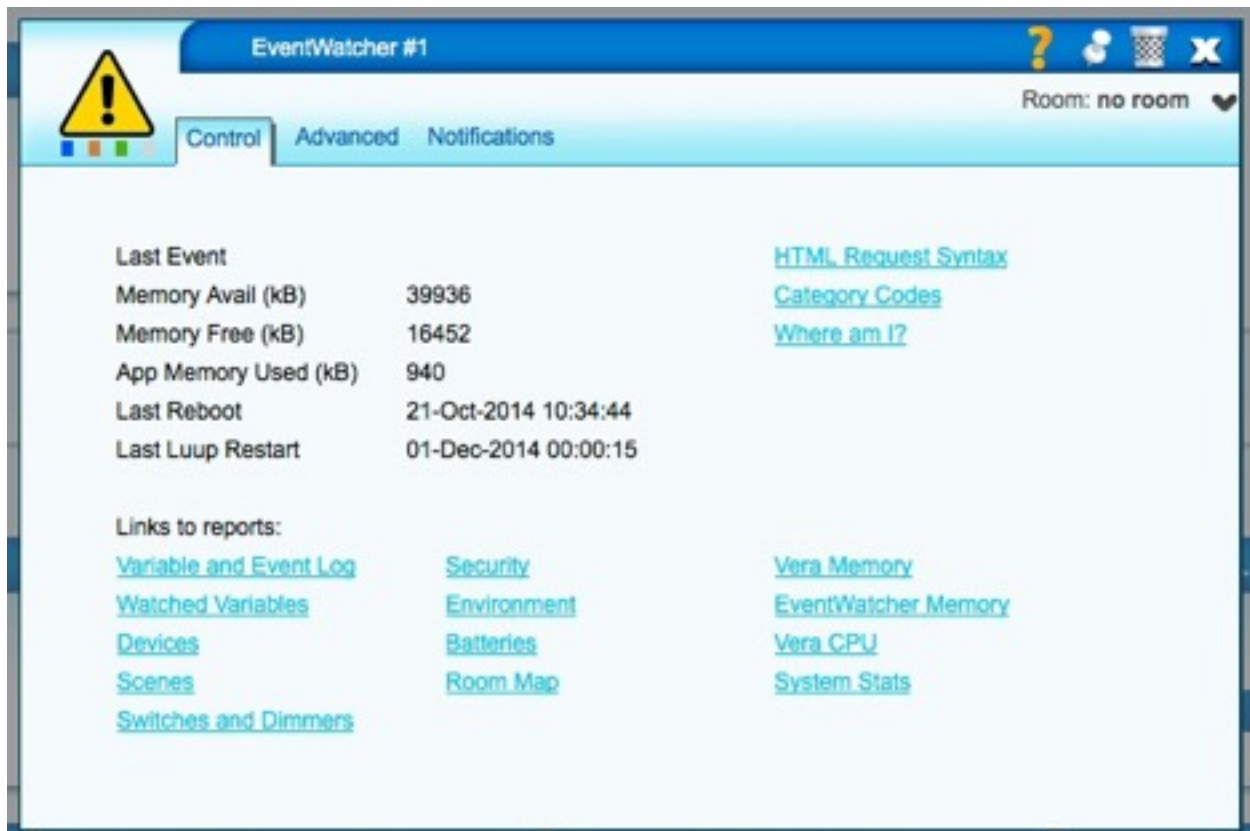 EventWatcher #1
?
x
Room: no room
Control Advanced Notifications
Last Event HTML Request Syntax
Memory Avail (kB) 39936 Category Codes
Memory Free (kB) 16452 Where am I?
App Memory Used (kB) 940
Last Reboot 21-Oct-2014 10:34:44
Last Luup Restart 01-Dec-2014 00:00:15
Links to reports:
Variable and Event Log Security Vera Memory
Watched Variables Environment EventWatcher Memory
Devices Batteries Vera CPU
Scenes Room Map System Stats
Switches and Dimmers